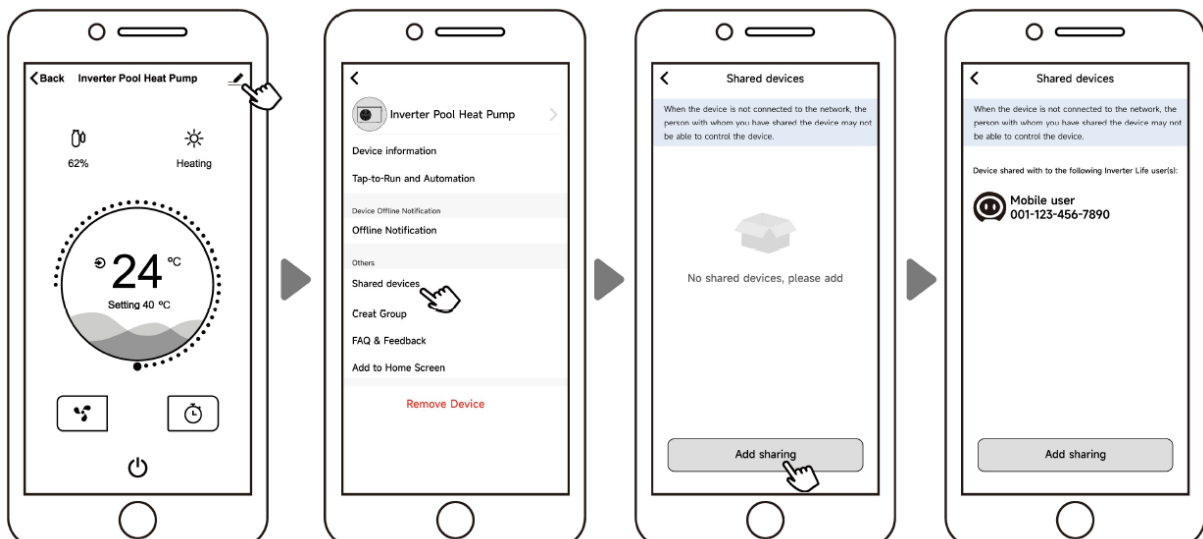 Back Inverter Pool Heat Pump
62%
Heating
24 °C
Setting 40 °C
Inverter Pool Heat Pump
Device information
Tap-to-Run and Automation
Device Offline Notification
Offline Notification
Others
Shared devices
Creat Group
FAQ & Feedback
Add to Home Screen
Remove Device
Shared devices
When the device is not connected to the network, the
person with whom you have shared the device may not
be able to control the device.
No shared devices, please add
Add sharing
Shared devices
When the device is not connected to the network, the
person with whom you have shared the device may not
be able to control the device.
Device shared with to the following Inverter Life user(s):
Mobile user
001-123-456-7890
Add sharing